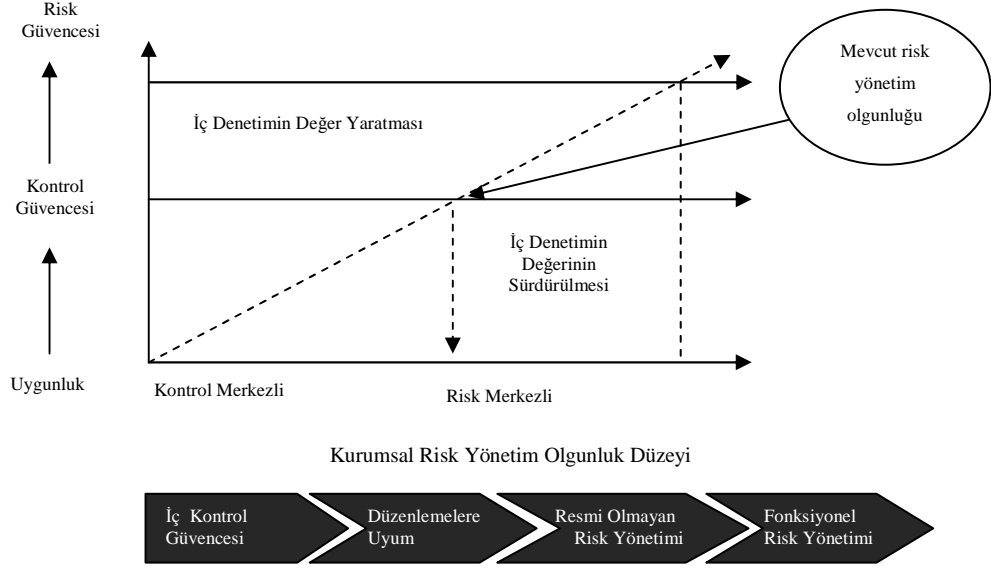 Risk
Güvencesi
Mevcut risk
yönetim
olgunluğu
İç Denetimin Değer Yaratması
Kontrol
Güvencesi
İç Denetimin
Değerinin
Sürdürülmesi
Uygunluk
Kontrol Merkezli
Risk Merkezli
Kurumsal Risk Yönetim Olgunluk Düzeyi
İç Kontrol
Güvencesi
Düzenlemelere
Uyum
Resmi Olmayan
Risk Yönetimi
Fonksiyonel
Risk Yönetimi